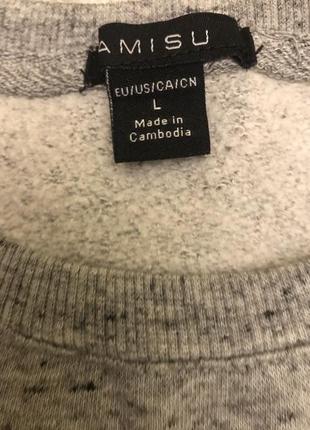 AMISU
EU/US/CA/CN
L
Made in
Cambodia